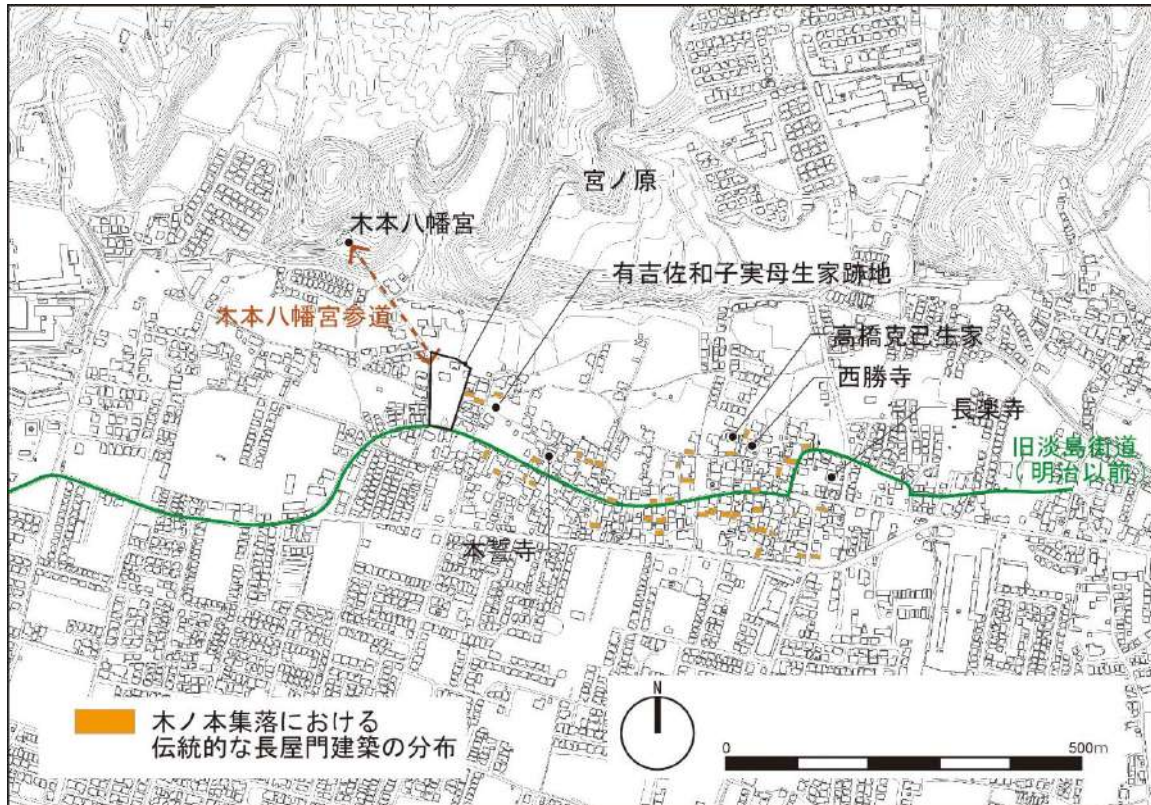 宮ノ原
木本八幡宮
有吉佐和子実母生家跡地
木本八幡宮参道
高橋克己生家
西勝寺
長楽寺
旧淡島街道
(明治以前)
本誓寺
木ノ本集落における
伝統的な長屋門建築の分布
N
0
500m